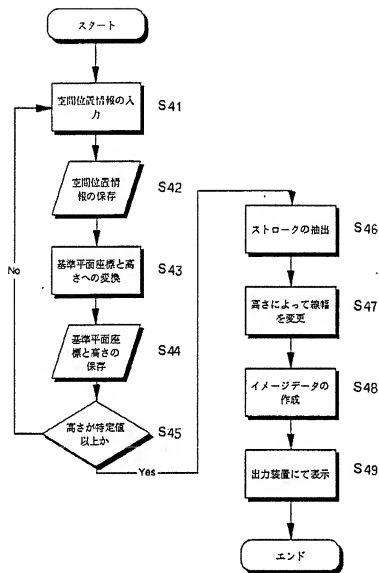 スタート
空間位置情報の入
力
S41
空間位置情
報の保存
S42
基準平面座標と高
さへの変換
S43
基準平面座
標と高さの
保存
S44
高さが特定値
以上か
S45
No
Yes
ストロークの抽出
S46
高さによって線幅
を変更
S47
イメージデータの
作成
S48
出力装置にて表示
S49
エンド